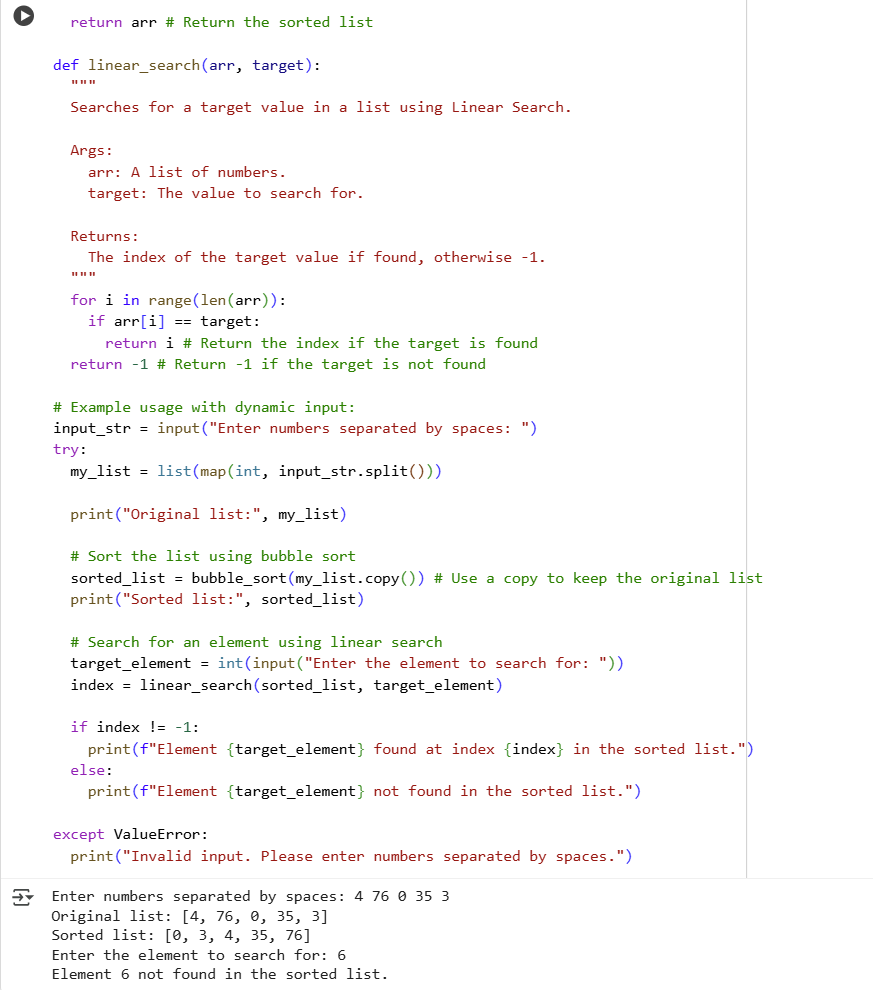 return arr # Return the sorted list

def linear_search(arr, target):
  """
  Searches for a target value in a list using Linear Search.

  Args:
    arr: A list of numbers.
    target: The value to search for.

  Returns:
    The index of the target value if found, otherwise -1.
  """
  for i in range(len(arr)):
    if arr[i] == target:
      return i # Return the index if the target is found
  return -1 # Return -1 if the target is not found

# Example usage with dynamic input:
input_str = input("Enter numbers separated by spaces: ")
try:
  my_list = list(map(int, input_str.split()))

  print("Original list:", my_list)

  # Sort the list using bubble sort
  sorted_list = bubble_sort(my_list.copy()) # Use a copy to keep the original list
  print("Sorted list:", sorted_list)

  # Search for an element using linear search
  target_element = int(input("Enter the element to search for: "))
  index = linear_search(sorted_list, target_element)

  if index != -1:
    print(f"Element {target_element} found at index {index} in the sorted list.")
  else:
    print(f"Element {target_element} not found in the sorted list.")

except ValueError:
  print("Invalid input. Please enter numbers separated by spaces.")

Enter numbers separated by spaces: 4 76 0 35 3
Original list: [4, 76, 0, 35, 3]
Sorted list: [0, 3, 4, 35, 76]
Enter the element to search for: 6
Element 6 not found in the sorted list.